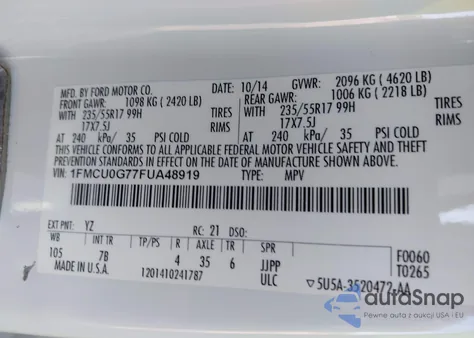 MFD. BY FORD MOTOR CO. 10/14 GVWR: 2096 KG (4620 LB)
FRONT GAWR: 1098 KG (2420 LB) REAR GAWR: 1006 KG (2218 LB)
WITH 235/55R17 99H TIRES WITH 235/55R17 99H TIRES
17X7.5J RIMS 17X7.5J RIMS
AT 240 kPa/ 35 PSI COLD AT 240 kPa/ 35 PSI COLD
THIS VEHICLE CONFORMS TO ALL APPLICABLE FEDERAL MOTOR VEHICLE SAFETY AND THEFT PREVENTION STANDARDS IN EFFECT ON THE DATE OF MANUFACTURE SHOWN ABOVE.
VIN: 1FMCU0G77FUA48919 TYPE: MPV
EXT PNT: YZ RC: 21 DSO:
WB INT TR TP/PS R AXLE TR SPR F0060
105 7B 4 35 6 JJPP T0265
MADE IN U.S.A. ULC 5U5A-3520472-AA
1201410241787
autoSnap
Pewne auta z USA i EU